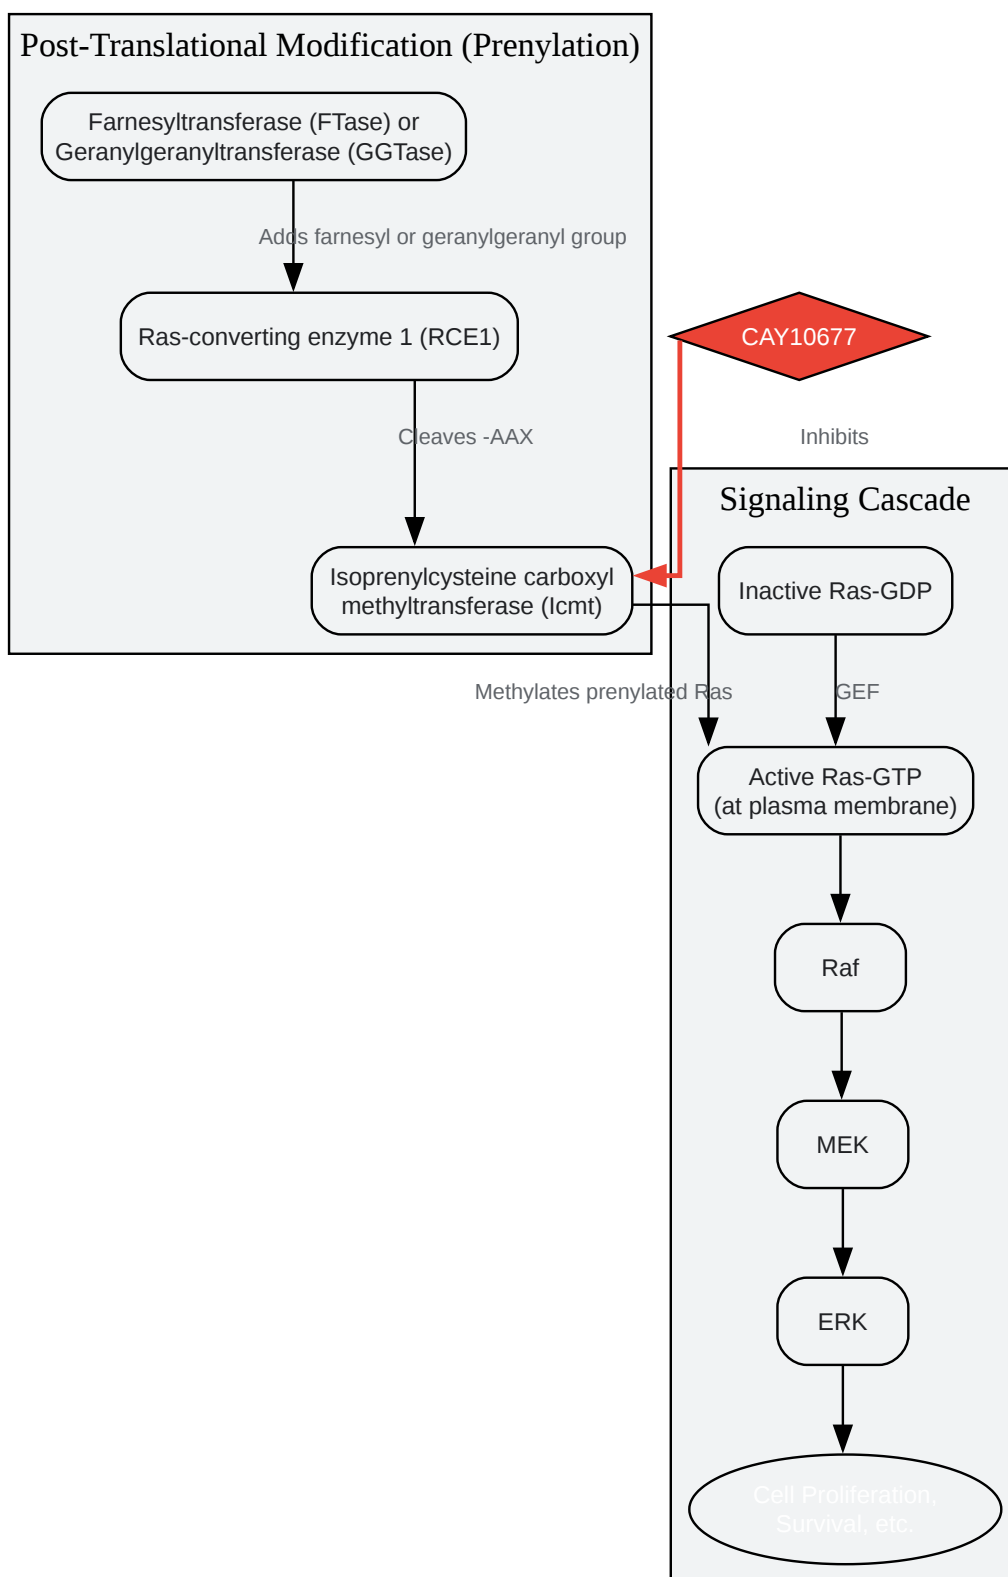 Post-Translational Modification (Prenylation)
Farnesyltransferase (FTase) or
Geranylgeranyltransferase (GGTase)
Adds farnesyl or geranylgeranyl group
Ras-converting enzyme 1 (RCE1)
CAY10677
Cleaves -AAX
Inhibits
Signaling Cascade
Isoprenylcysteine carboxyl
methyltransferase (Icmt)
Inactive Ras-GDP
Methylates prenylated Ras
GEF
Active Ras-GTP
(at plasma membrane)
Raf
MEK
ERK
Cell Proliferation,
Survival, etc.